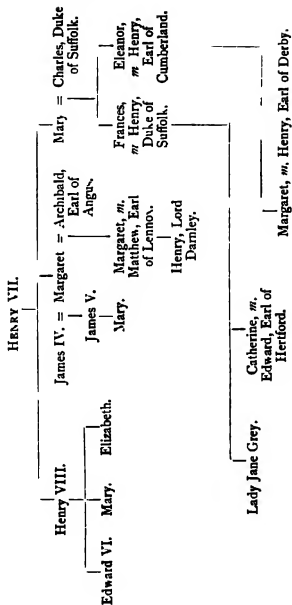 HENRY VII.
Henry VIII.
James IV. = Margaret = Archibald,
Earl of
Angus.
Mary = Charles, Duke
of Suffolk.
Edward VI.
Mary.
Elizabeth.
James V.
Mary.
Margaret, m.
Matthew, Earl
of Lennox.
Henry, Lord
Darnley.
Frances,
m Henry,
Duke of
Suffolk.
Eleanor,
m Henry,
Earl of
Cumberland.
Lady Jane Grey.
Catherine, m.
Edward, Earl of
Hertford.
Margaret, m, Henry, Earl of Derby.